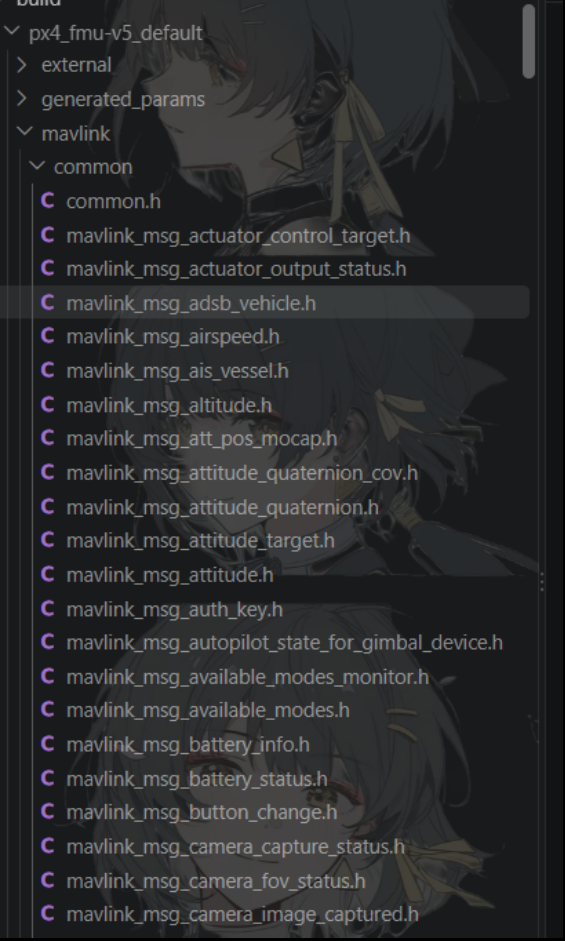 build
px4_fmu-v5_default
external
generated_params
mavlink
common
C common.h
C mavlink_msg_actuator_control_target.h
C mavlink_msg_actuator_output_status.h
C mavlink_msg_adsb_vehicle.h
C mavlink_msg_airspeed.h
C mavlink_msg_ais_vessel.h
C mavlink_msg_altitude.h
C mavlink_msg_att_pos_mocap.h
C mavlink_msg_attitude_quaternion_cov.h
C mavlink_msg_attitude_quaternion.h
C mavlink_msg_attitude_target.h
C mavlink_msg_attitude.h
C mavlink_msg_auth_key.h
C mavlink_msg_autopilot_state_for_gimbal_device.h
C mavlink_msg_available_modes_monitor.h
C mavlink_msg_available_modes.h
C mavlink_msg_battery_info.h
C mavlink_msg_battery_status.h
C mavlink_msg_button_change.h
C mavlink_msg_camera_capture_status.h
C mavlink_msg_camera_fov_status.h
C mavlink_msg_camera_image_captured.h